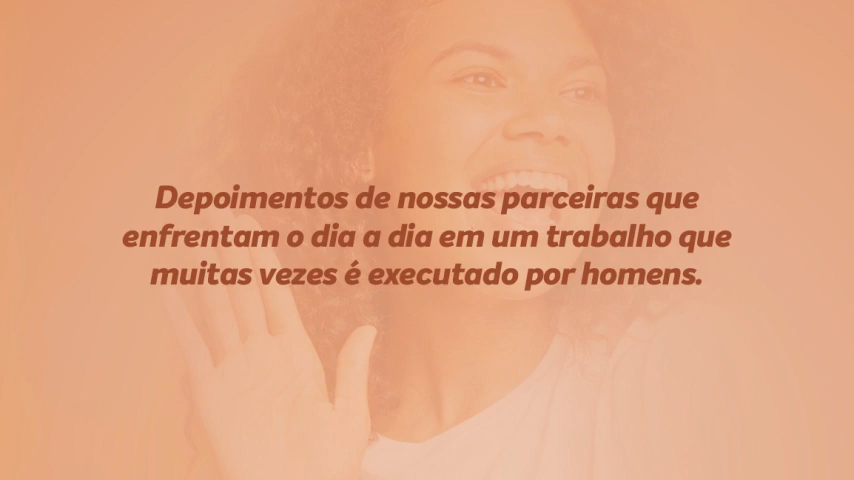 Depoimentos de nossas parceiras que
enfrentam o dia a dia em um trabalho que
muitas vezes é executado por homens.